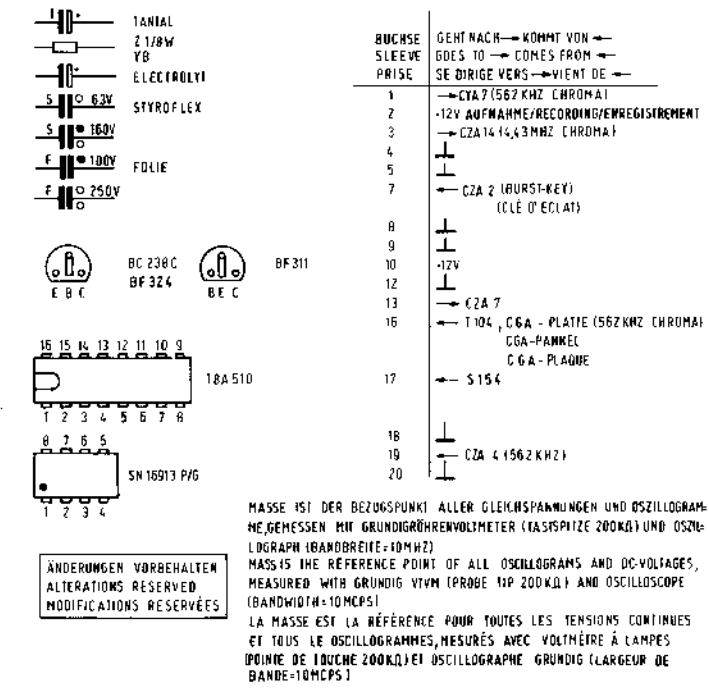 TANTAL
Z 1/8W
YB
ELECTROLYT
S 63V
STYROFLEX
S 160V
F 100V
FOLIE
F 250V
BC 238C
BF 324
E B C
BF 311
B E C
16 15 14 13 12 11 10 9
TBA 510
1 2 3 4 5 6 7 8
8 7 6 5
SN 16913 P/G
1 2 3 4
ÄNDERUNGEN VORBEHALTEN
ALTERATIONS RESERVED
MODIFICATIONS RESERVÉES
BUCHSE GEHT NACH → KOMMT VON ←
SLEEVE GOES TO → COMES FROM ←
PRISE SE DIRIGE VERS → VIENT DE ←
1 → CYA 7 (562 KHZ CHROMA)
2 -12V AUFNAHME/RECORDING/ENREGISTREMENT
3 → CZA 14 (4,43 MHZ CHROMA)
4
5
7 ← CZA 2 (BURST-KEY)
(CLÉ D'ECLAT)
8
9
10 -12V
12
13 → CZA 7
16 ← T 104, CGA - PLATTE (562 KHZ CHROMA)
CGA-PANNEL
CGA-PLAQUE
17 ← S 154
18
19 ← CZA 4 (562 KHZ)
20
MASSE IST DER BEZUGSPUNKT ALLER GLEICHSPANNUNGEN UND OSZILLOGRAM=
ME, GEMESSEN MIT GRUNDIGRÖHRENVOLTMETER (TASTSPITZE 200KΩ) UND OSZIL=
LOGRAPH (BANDBREITE=10MHZ)
MASS IS THE REFERENCE POINT OF ALL OSCILLOGRAMS AND DC-VOLTAGES,
MEASURED WITH GRUNDIG VTVM (PROBE TIP 200KΩ) AND OSCILLOSCOPE
(BANDWIDTH=10MCPS)
LA MASSE EST LA RÉFÉRENCE POUR TOUTES LES TENSIONS CONTINUES
ET TOUS LE OSCILLOGRAMMES, MESURÉS AVEC VOLTMÈTRE À LAMPES
(POINTE DE TOUCHE 200KΩ) ET OSCILLOGRAPHE GRUNDIG (LARGEUR DE
BANDE=10MCPS)